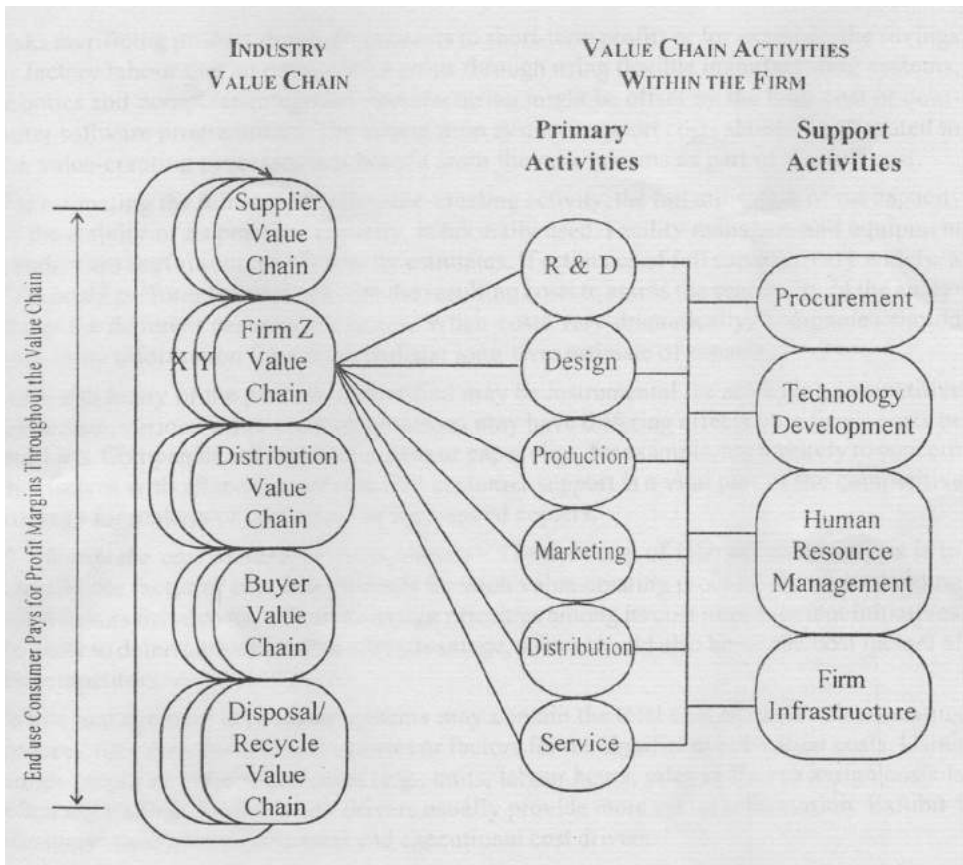 INDUSTRY
VALUE CHAIN
VALUE CHAIN ACTIVITIES
WITHIN THE FIRM
Primary
Activities
Support
Activities
End use Consumer Pays for Profit Margins Throughout the Value Chain
Supplier
Value
Chain
X Y
Firm Z
Value
Chain
Distribution
Value
Chain
Buyer
Value
Chain
Disposal/
Recycle
Value
Chain
R & D
Design
Production
Marketing
Distribution
Service
Procurement
Technology
Development
Human
Resource
Management
Firm
Infrastructure